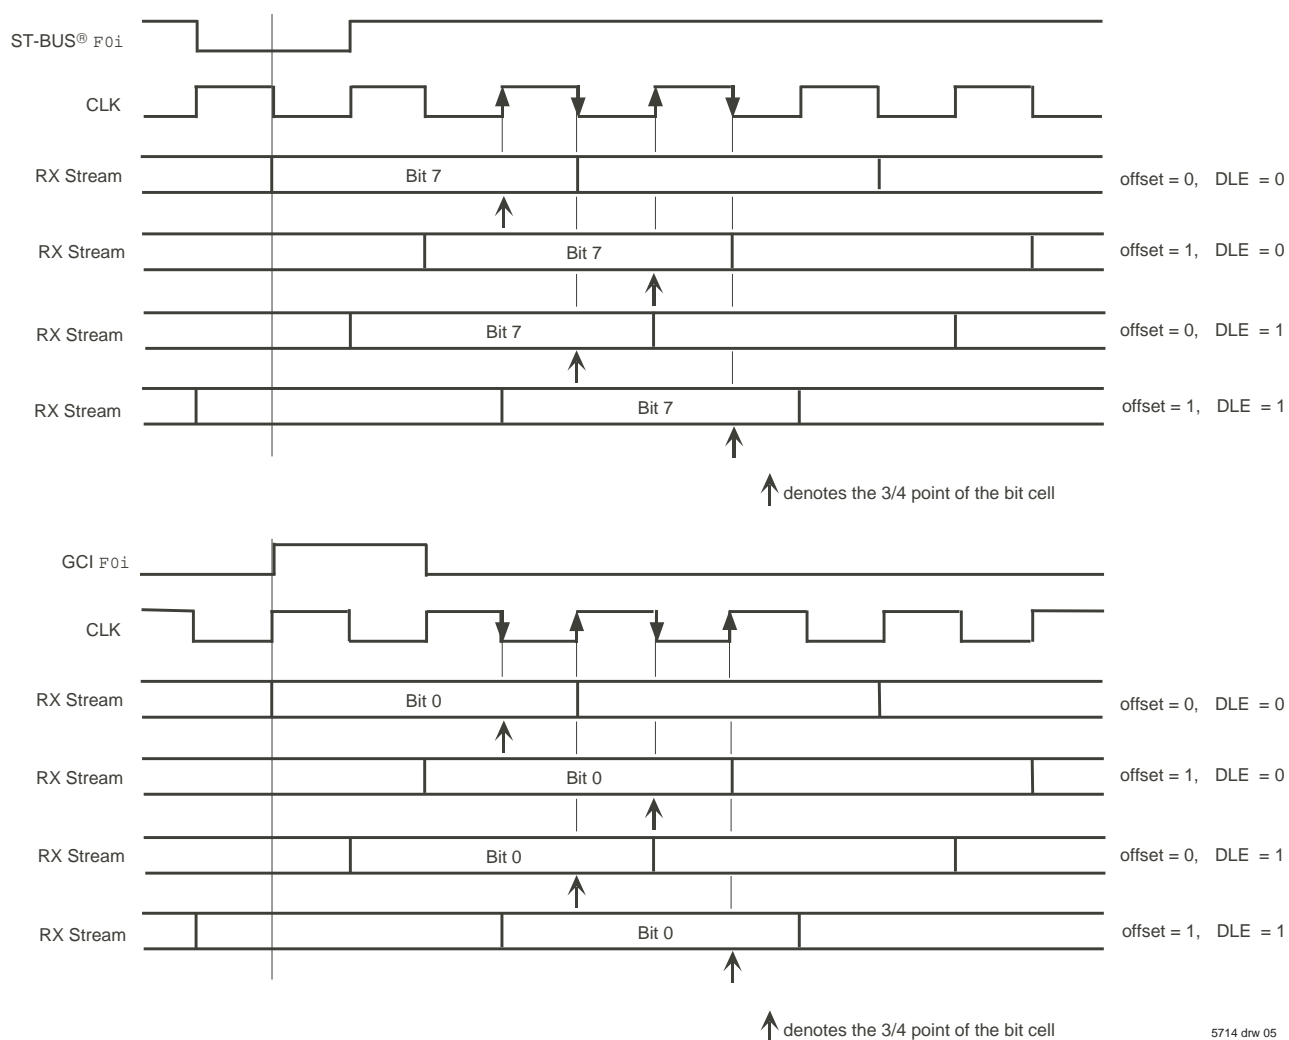 ST-BUS® F0i
CLK
RX Stream Bit 7 offset = 0, DLE = 0
RX Stream Bit 7 offset = 1, DLE = 0
RX Stream Bit 7 offset = 0, DLE = 1
RX Stream Bit 7 offset = 1, DLE = 1
denotes the 3/4 point of the bit cell
GCI F0i
CLK
RX Stream Bit 0 offset = 0, DLE = 0
RX Stream Bit 0 offset = 1, DLE = 0
RX Stream Bit 0 offset = 0, DLE = 1
RX Stream Bit 0 offset = 1, DLE = 1
denotes the 3/4 point of the bit cell
5714 drw 05